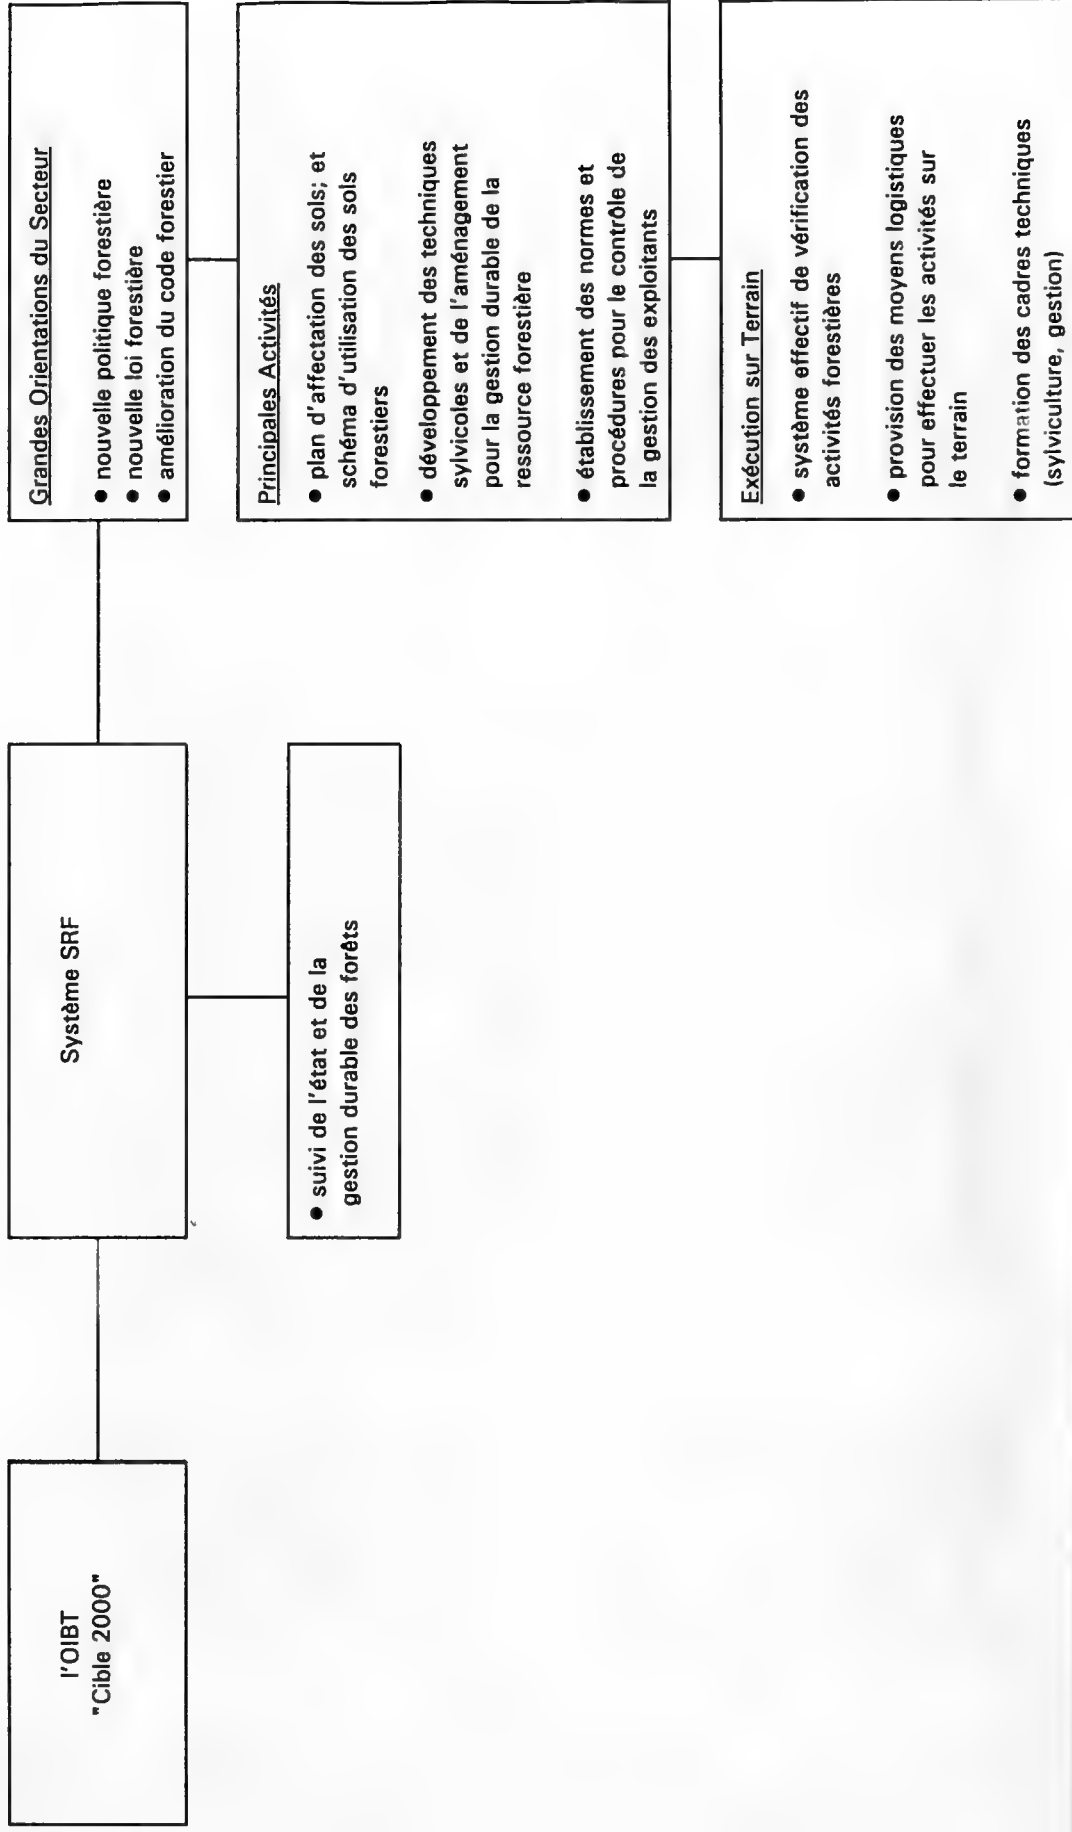 l'OIBT
"Cible 2000"
Système SRF
• suivi de l'état et de la
gestion durable des forêts
Grandes Orientations du Secteur
• nouvelle politique forestière
• nouvelle loi forestière
• amélioration du code forestier
Principales Activités
• plan d'affectation des sols; et
schéma d'utilisation des sols
forestiers
• développement des techniques
sylvicoles et de l'aménagement
pour la gestion durable de la
ressource forestière
• établissement des normes et
procédures pour le contrôle de
la gestion des exploitants
Exécution sur Terrain
• système effectif de vérification des
activités forestières
• provision des moyens logistiques
pour effectuer les activités sur
le terrain
• formation des cadres techniques
(sylviculture, gestion)